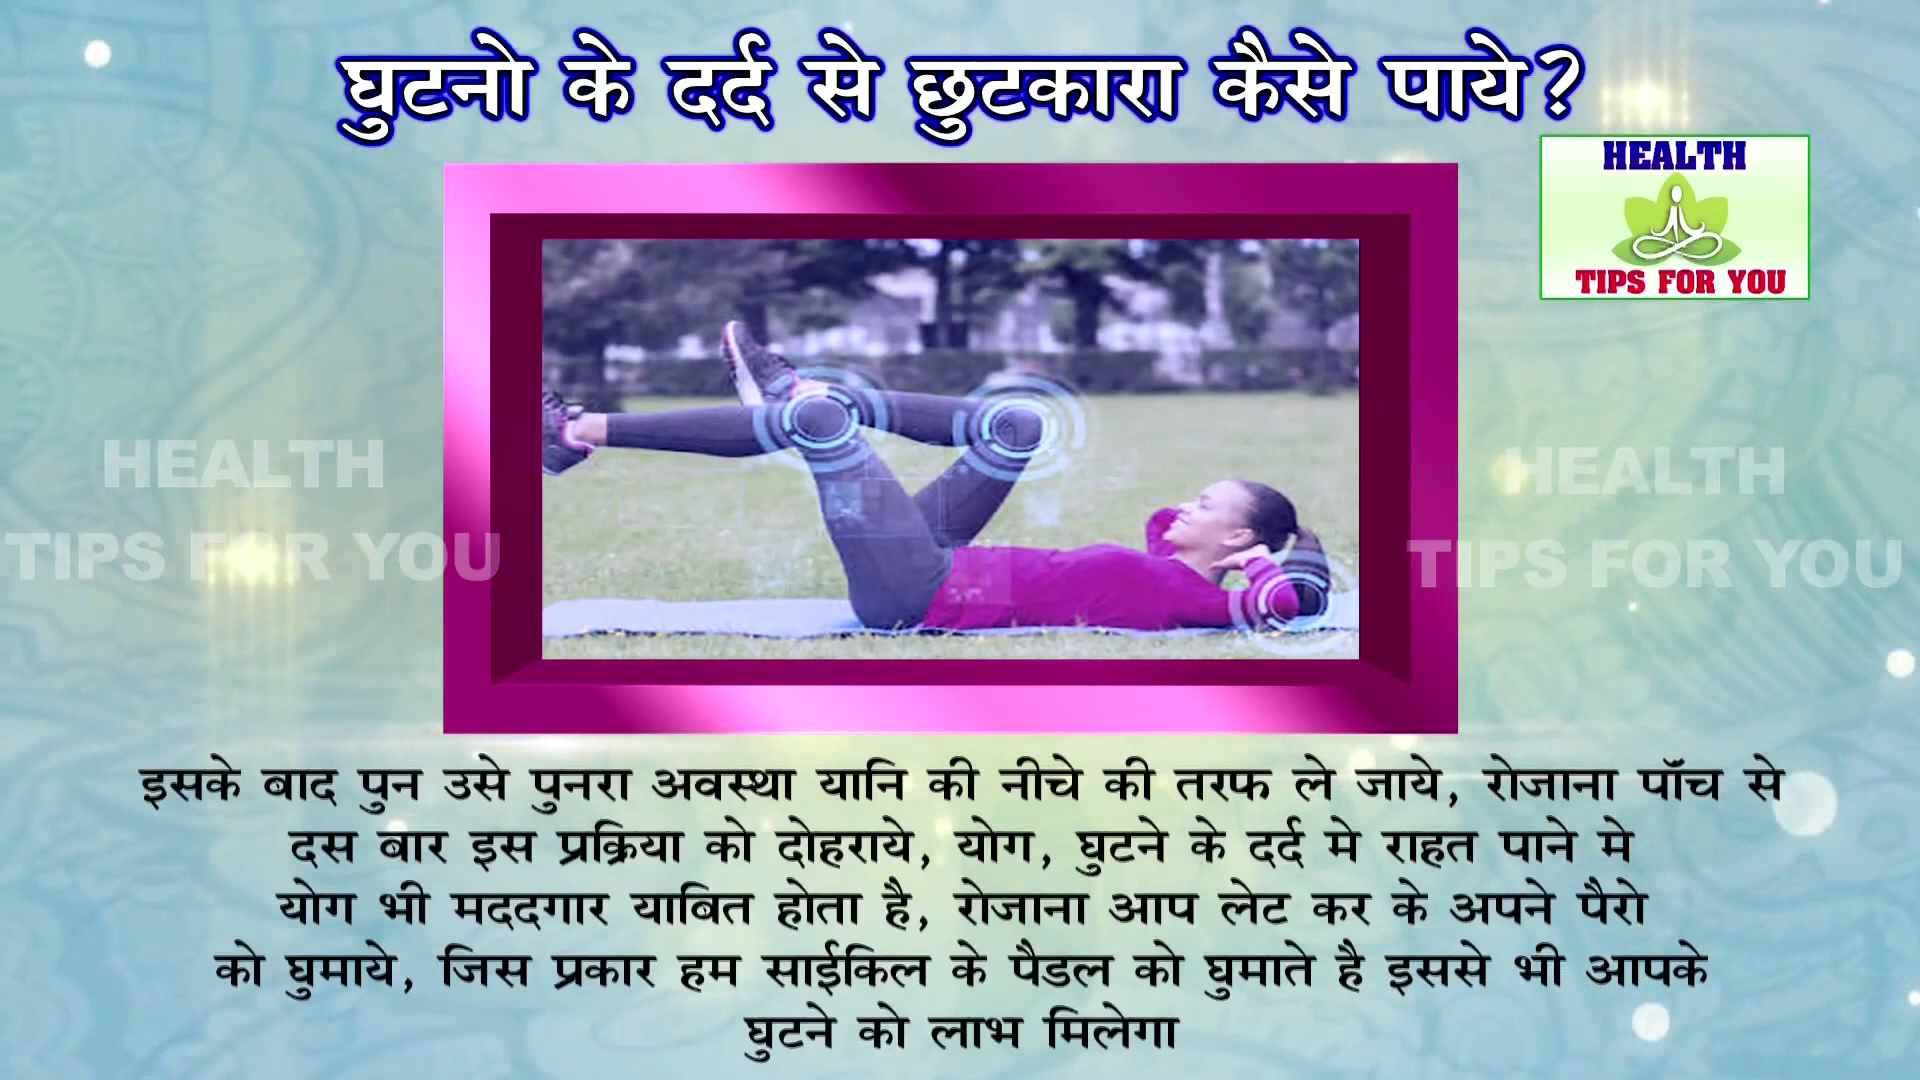 घुटनो के दर्द से छुटकारा कैसे पाये?
HEALTH
TIPS FOR YOU
HEALTH
TIPS FOR YOU
HEALTH
TIPS FOR YOU
इसके बाद पुन उसे पुनरा अवस्था यानि की नीचे की तरफ ले जाये, रोजाना पॉंच से
दस बार इस प्रक्रिया को दोहराये, योग, घुटने के दर्द मे राहत पाने मे
योग भी मददगार याबित होता है, रोजाना आप लेट कर के अपने पैरो
को घुमाये, जिस प्रकार हम साईकिल के पैडल को घुमाते है इससे भी आपके
घुटने को लाभ मिलेगा